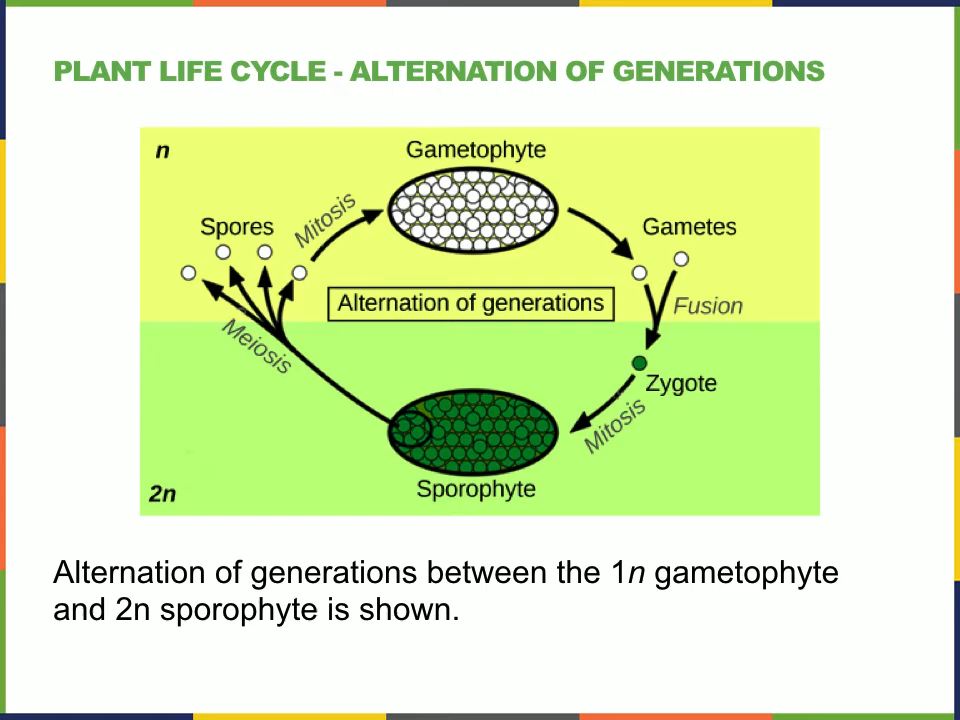 PLANT LIFE CYCLE - ALTERNATION OF GENERATIONS
n
Gametophyte
Spores
Mitosis
Gametes
Alternation of generations
Fusion
Meiosis
Zygote
Mitosis
Sporophyte
2n
Alternation of generations between the 1n gametophyte
and 2n sporophyte is shown.